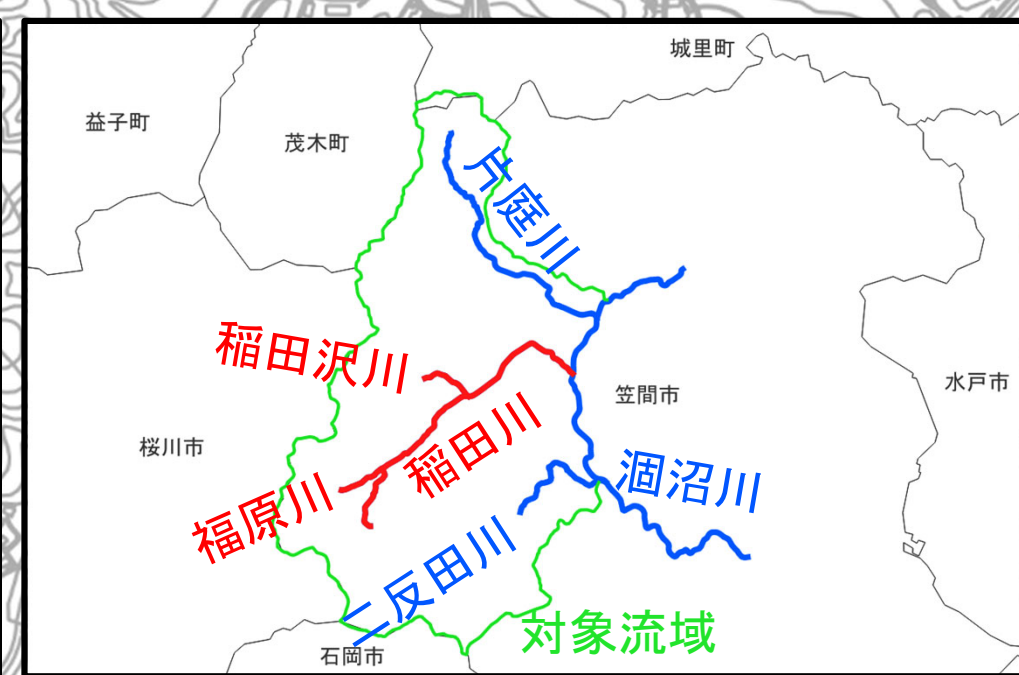 城里町
益子町
茂木町
片庭川
稲田沢川
笠間市
水戸市
桜川市
稲田川
涸沼川
福原川
二反田川
対象流域
石岡市